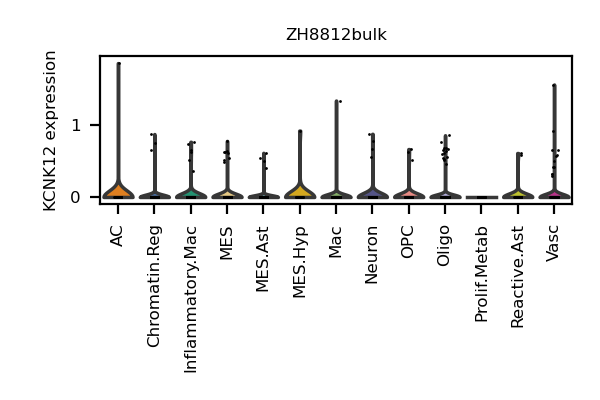 ZH8812bulk
KCNK12 expression
1
0
AC
Chromatin.Reg
Inflammatory.Mac
MES
MES.Ast
MES.Hyp
Mac
Neuron
OPC
Oligo
Prolif.Metab
Reactive.Ast
Vasc